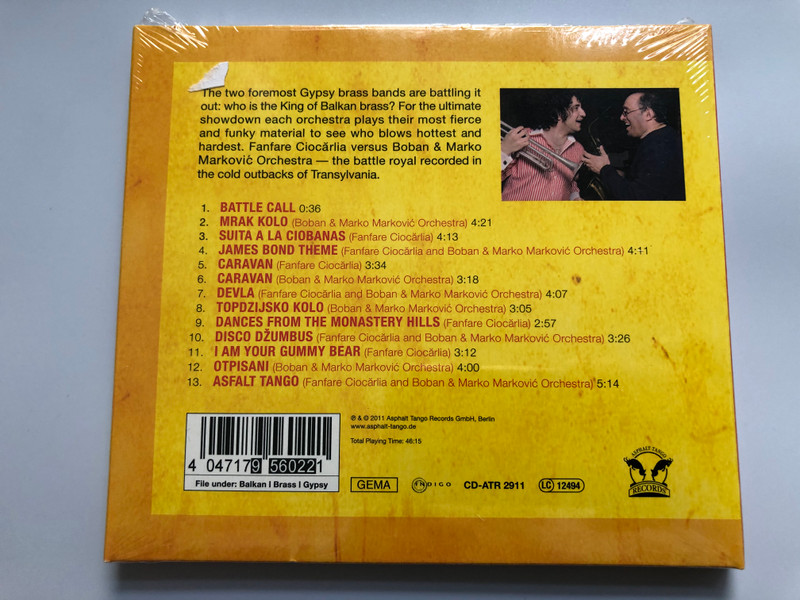 The two foremost Gypsy brass bands are battling it
out: who is the King of Balkan brass? For the ultimate
showdown each orchestra plays their most fierce
and funky material to see who blows hottest and
hardest. Fanfare Ciocărlia versus Boban & Marko
Marković Orchestra — the battle royal recorded in
the cold outbacks of Transylvania.
1. BATTLE CALL 0:36
2. MRAK KOLO (Boban & Marko Marković Orchestra) 4:21
3. SUITA A LA CIOBANAS (Fanfare Ciocărlia) 4:13
4. JAMES BOND THEME (Fanfare Ciocărlia and Boban & Marko Marković Orchestra) 4:11
5. CARAVAN (Fanfare Ciocărlia) 3:34
6. CARAVAN (Boban & Marko Marković Orchestra) 3:18
7. DEVLA (Fanfare Ciocărlia and Boban & Marko Marković Orchestra) 4:07
8. TOPDZIJSKO KOLO (Boban & Marko Marković Orchestra) 3:05
9. DANCES FROM THE MONASTERY HILLS (Fanfare Ciocărlia) 2:57
10. DISCO DŽUMBUS (Fanfare Ciocărlia and Boban & Marko Marković Orchestra) 3:26
11. I AM YOUR GUMMY BEAR (Fanfare Ciocărlia) 3:12
12. OTPISANI (Boban & Marko Marković Orchestra) 4:00
13. ASFALT TANGO (Fanfare Ciocărlia and Boban & Marko Marković Orchestra) 5:14
℗ & © 2011 Asphalt Tango Records GmbH, Berlin
www.asphalt-tango.de
Total Playing Time: 46:15
4 047179 560221
File under: Balkan I Brass I Gypsy
GEMA
INDIGO
CD-ATR 2911
LC 12494
ASPHALT-TANGO
RECORDS